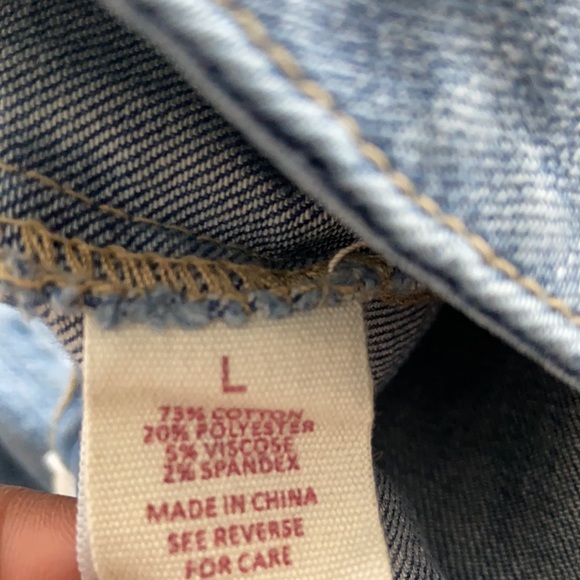 L
73% COTTON
20% POLYESTER
5% VISCOSE
2% SPANDEX
MADE IN CHINA
SEE REVERSE
FOR CARE